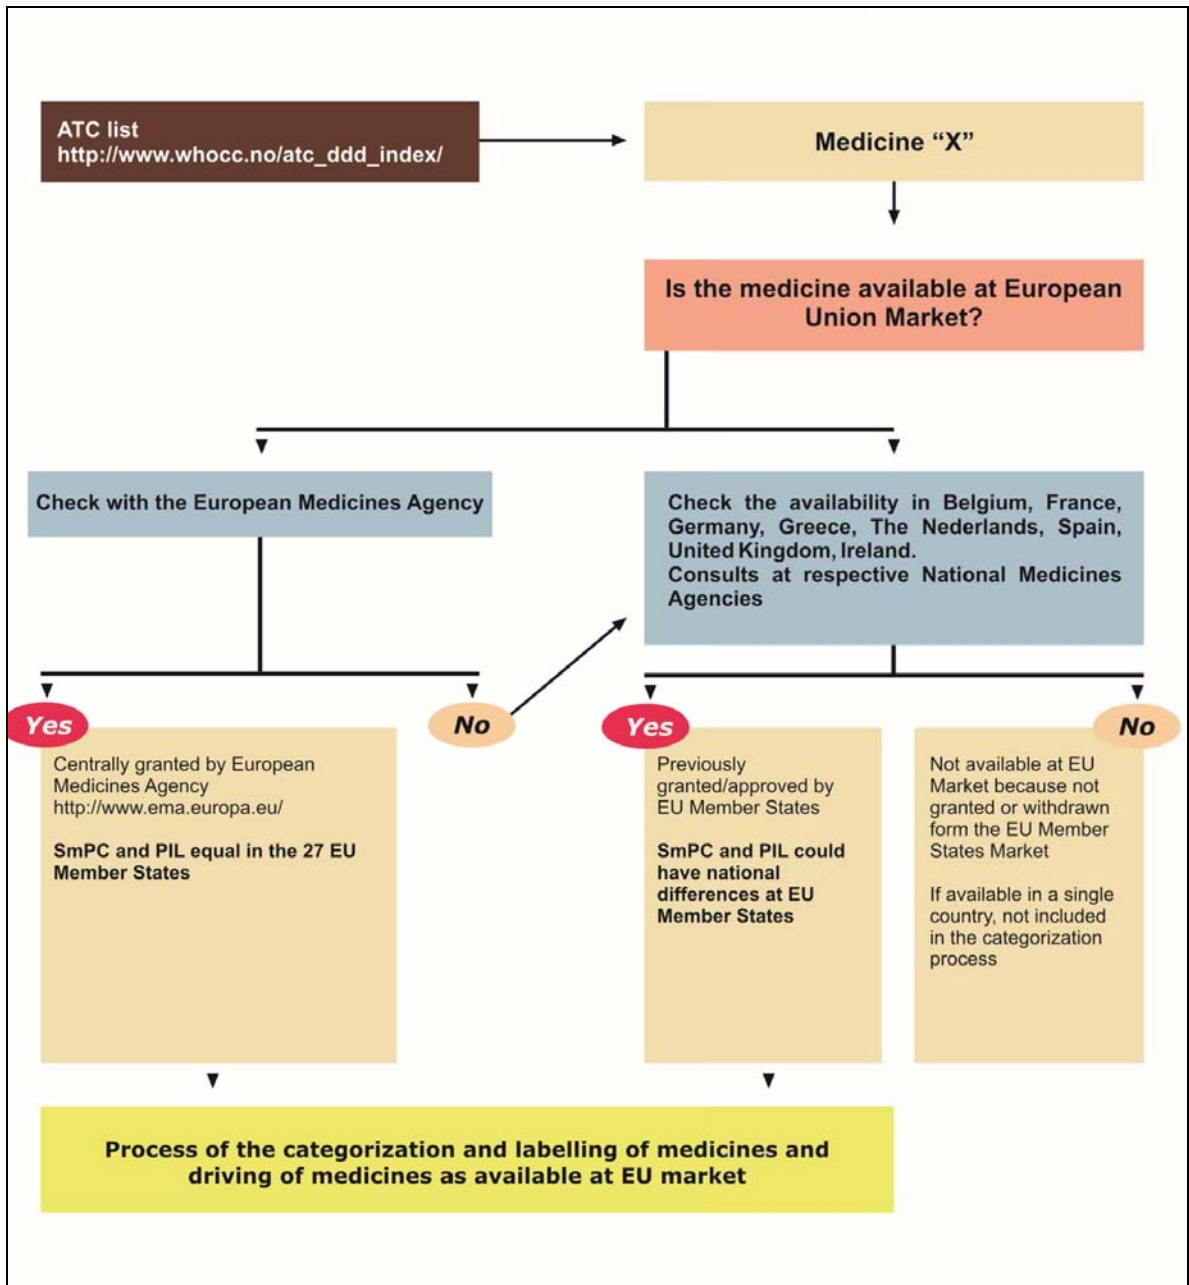 ATC list
http://www.whocc.no/atc_ddd_index/
Medicine “X”
Is the medicine available at European
Union Market?
Check with the European Medicines Agency
Check the availability in Belgium, France,
Germany, Greece, The Nederlands, Spain,
United Kingdom, Ireland.
Consults at respective National Medicines
Agencies
Yes
No
Centrally granted by European
Medicines Agency
http://www.ema.europa.eu/
SmPC and PIL equal in the 27 EU
Member States
Yes
Previously
granted/approved by
EU Member States
SmPC and PIL could
have national
differences at EU
Member States
No
Not available at EU
Market because not
granted or withdrawn
form the EU Member
States Market
If available in a single
country, not included
in the categorization
process
Process of the categorization and labelling of medicines and
driving of medicines as available at EU market